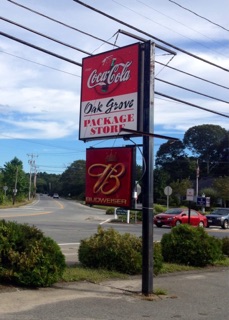 Coca-Cola
Oak Grove
PACKAGE
STORE
B
BUDWEISER